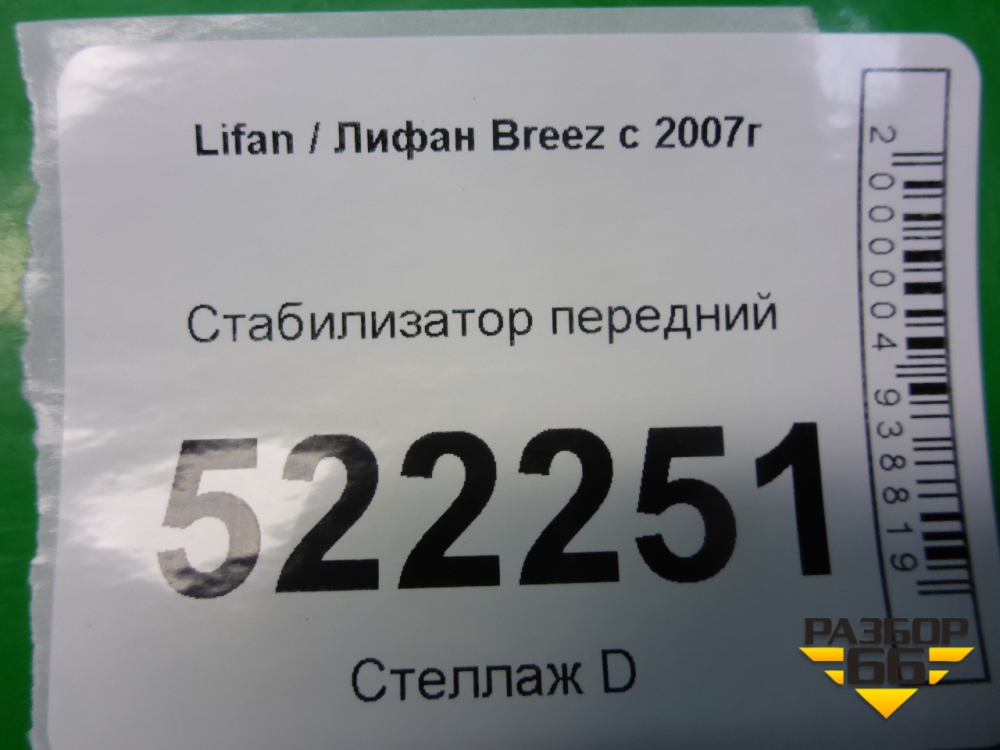 Lifan / Лифан Breez с 2007г
Стабилизатор передний
522251
Стеллаж D
2000004938819
РАЗБОР
66